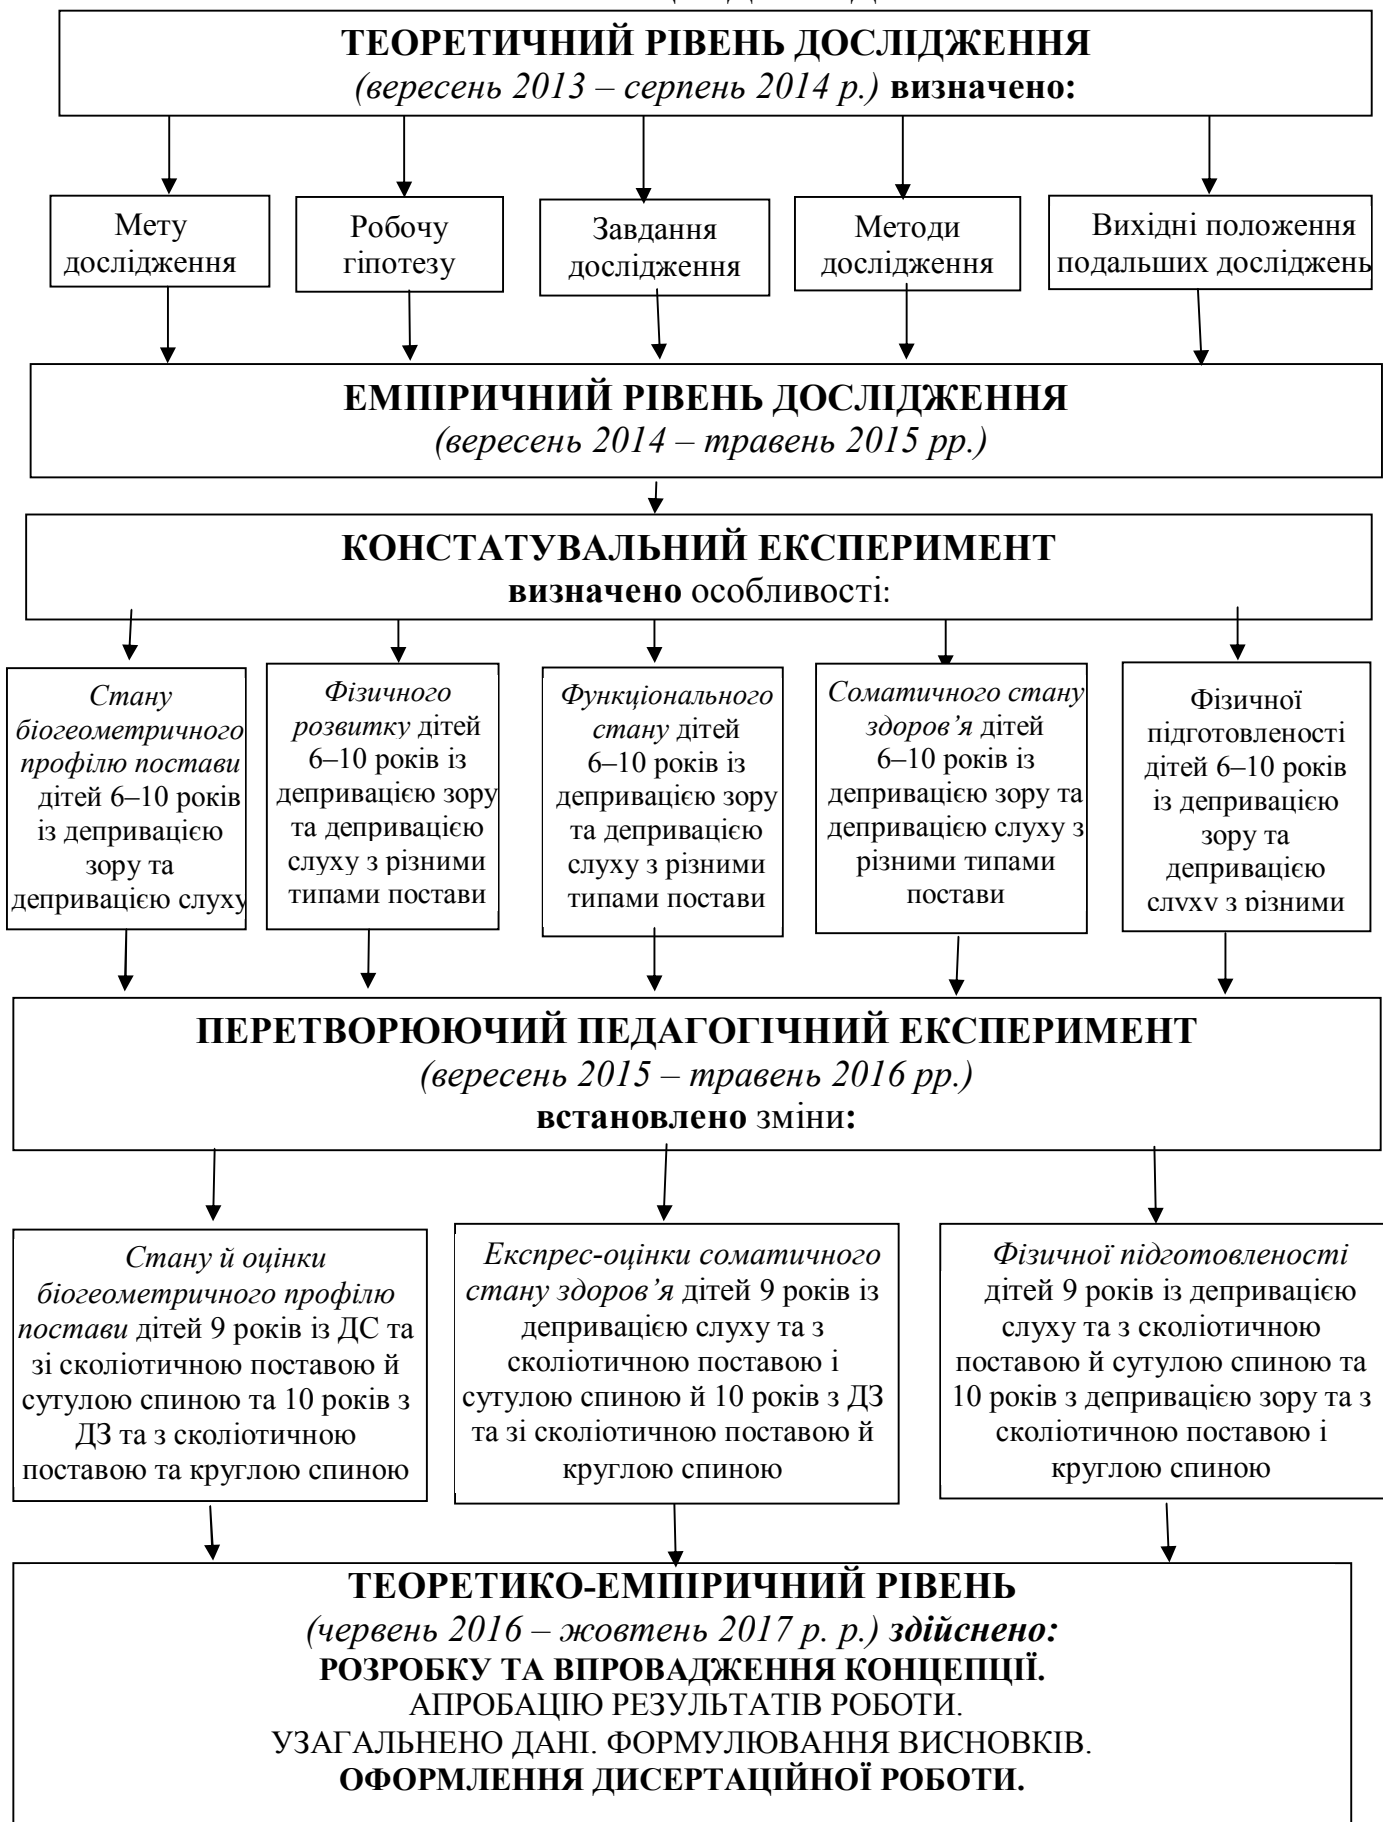 ТЕОРЕТИЧНИЙ РІВЕНЬ ДОСЛІДЖЕННЯ
(вересень 2013 – серпень 2014 р.) визначено:
Мету
дослідження
Робочу
гіпотезу
Завдання
дослідження
Методи
дослідження
Вихідні положення
подальших досліджень
ЕМПІРИЧНИЙ РІВЕНЬ ДОСЛІДЖЕННЯ
(вересень 2014 – травень 2015 рр.)
КОНСТАТУВАЛЬНИЙ ЕКСПЕРИМЕНТ
визначено особливості:
Стану
біогеометричного
профілю постави
дітей 6–10 років
із депривацією
зору та
депривацією слуху
Фізичного
розвитку дітей
6–10 років із
депривацією зору
та депривацією
слуху з різними
типами постави
Функціонального
стану дітей
6–10 років із
депривацією зору
та депривацією
слуху з різними
типами постави
Соматичного стану
здоров’я дітей
6–10 років із
депривацією зору та
депривацією слуху з
різними типами
постави
Фізичної
підготовленості
дітей 6–10 років
із депривацією
зору та
депривацією
слуху з різними
ПЕРЕТВОРЮЮЧИЙ ПЕДАГОГІЧНИЙ ЕКСПЕРИМЕНТ
(вересень 2015 – травень 2016 рр.)
встановлено зміни:
Стану й оцінки
біогеометричного профілю
постави дітей 9 років із ДС та
зі сколіотичною поставою й
сутулою спиною та 10 років з
ДЗ та з сколіотичною
поставою та круглою спиною
Експрес-оцінки соматичного
стану здоров’я дітей 9 років із
депривацією слуху та з
сколіотичною поставою і
сутулою спиною й 10 років з ДЗ
та зі сколіотичною поставою й
круглою спиною
Фізичної підготовленості
дітей 9 років із депривацією
слуху та з сколіотичною
поставою й сутулою спиною та
10 років з депривацією зору та з
сколіотичною поставою і
круглою спиною
ТЕОРЕТИКО-ЕМПІРИЧНИЙ РІВЕНЬ
(червень 2016 – жовтень 2017 р. р.) здійснено:
РОЗРОБКУ ТА ВПРОВАДЖЕННЯ КОНЦЕПЦІЇ.
АПРОБАЦІЮ РЕЗУЛЬТАТІВ РОБОТИ.
УЗАГАЛЬНЕНО ДАНІ. ФОРМУЛЮВАННЯ ВИСНОВКІВ.
ОФОРМЛЕННЯ ДИСЕРТАЦІЙНОЇ РОБОТИ.